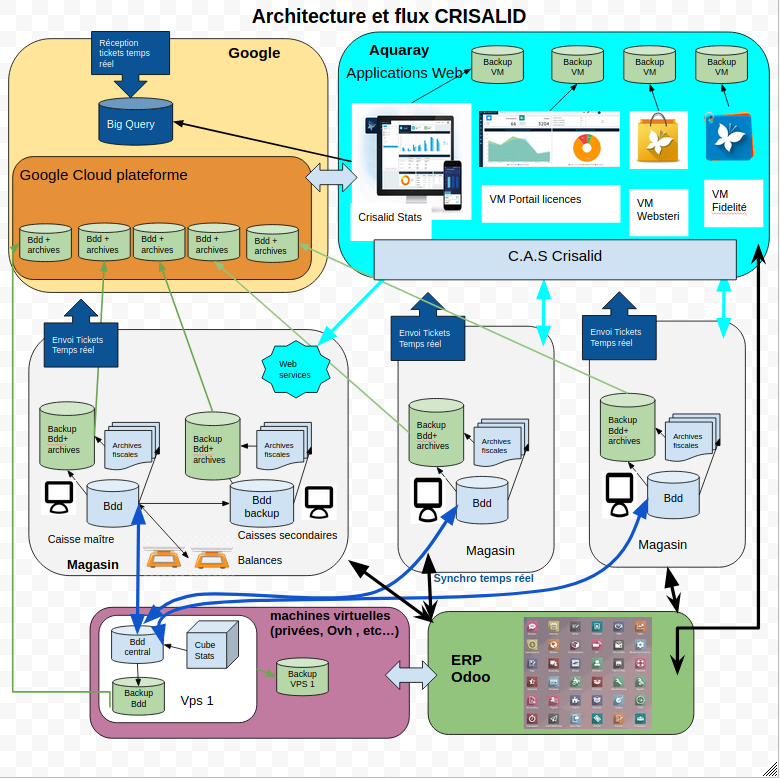 Architecture et flux CRISALID
Réception
tickets temps
réel
Google
Big Query
Google Cloud plateforme
Bdd +
archives
Bdd +
archives
Bdd +
archives
Bdd +
archives
Bdd +
archives
Aquaray
Applications Web
Backup
VM
Backup
VM
Backup
VM
Backup
VM
Crisalid Stats
VM Portail licences
VM
Websteri
VM
Fidelité
C.A.S Crisalid
Envoi Tickets
Temps réel
Web
services
Backup
Bdd+
archives
Archives
fiscales
Bdd
Caisse maître
Backup
Bdd+
archives
Archives
fiscales
Bdd
backup
Caisses secondaires
Balances
Magasin
Envoi Tickets
Temps réel
Backup
Bdd+
archives
Archives
fiscales
Bdd
Magasin
Envoi Tickets
Temps réel
Backup
Bdd+
archives
Archives
fiscales
Bdd
Magasin
Synchro temps réel
machines virtuelles
(privées, Ovh , etc…)
Bdd
central
Cube
Stats
Backup
Bdd
Vps 1
Backup
VPS 1
ERP
Odoo